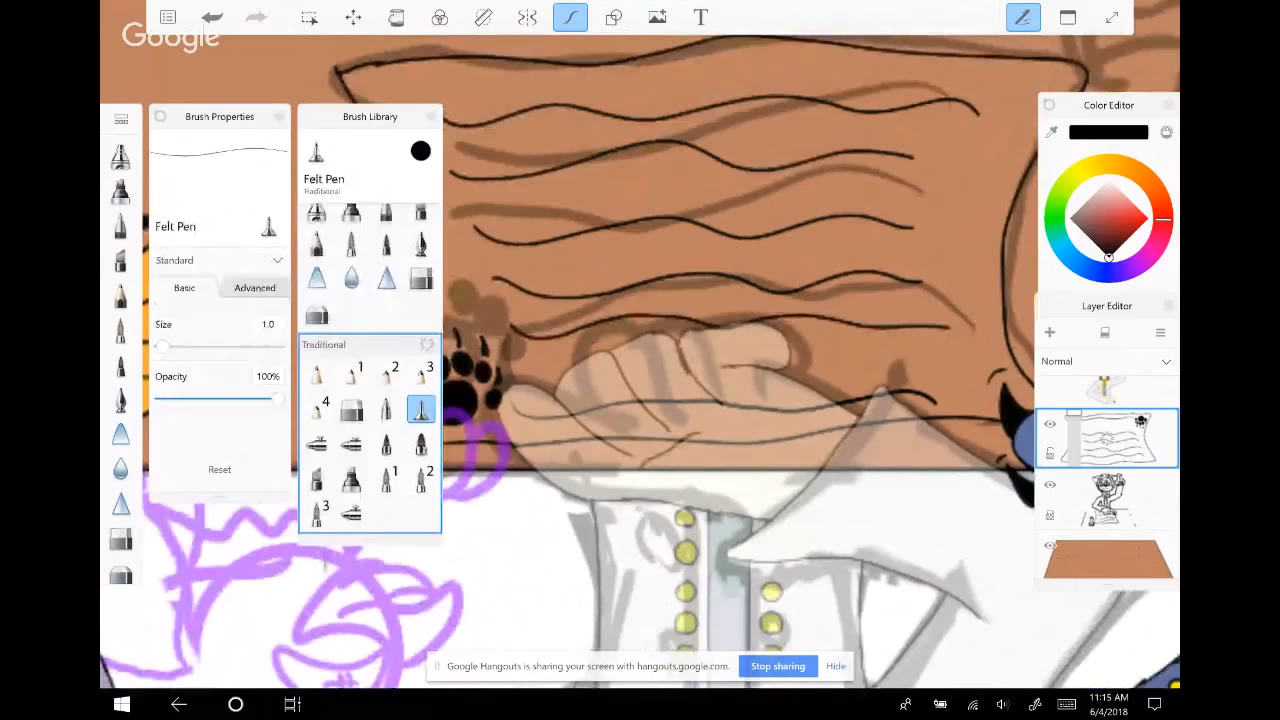 T
Google
Brush Properties
Brush Library
Color Editor
Felt Pen
Traditional
Felt Pen
Standard
Basic
Advanced
Size
1.0
Opacity
100%
Reset
Traditional
1
2
3
4
1
2
3
Layer Editor
Normal
Google Hangouts is sharing your screen with hangouts.google.com.
Stop sharing
Hide
11:15 AM
6/4/2018